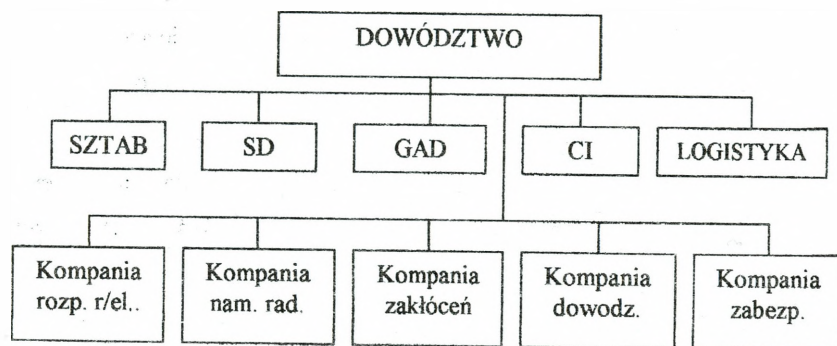 DOWÓDZTWO
SZTAB
SD
GAD
CI
LOGISTYKA
Kompania
rozp. r/el,.
Kompania
nam. rad.
Kompania
zakłóceń
Kompania
dowodz.
Kompania
zabezp.